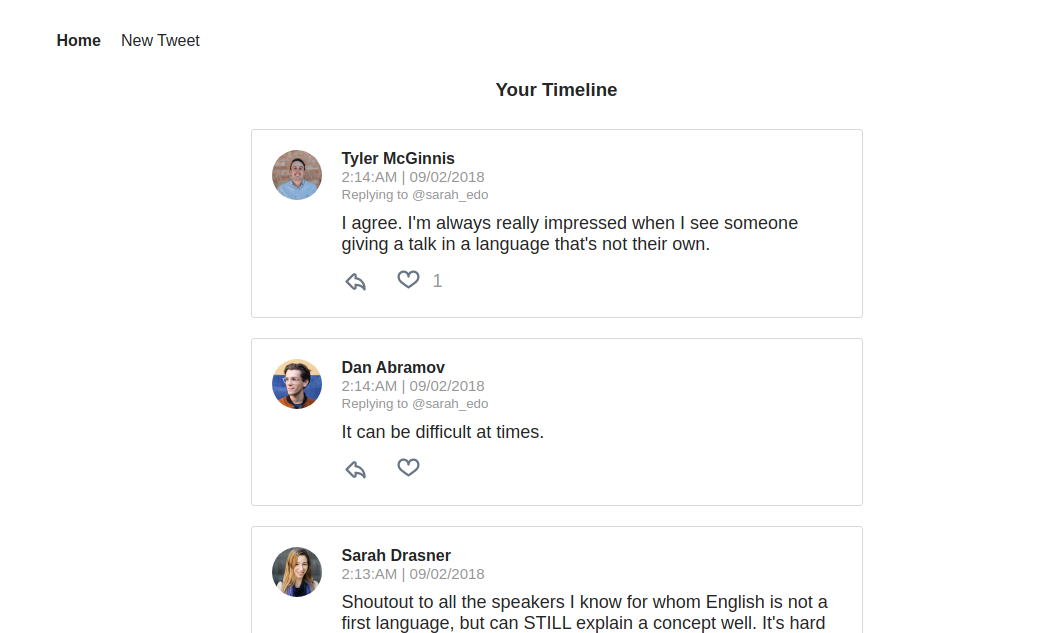 Home New Tweet
Your Timeline
Tyler McGinnis
2:14:AM | 09/02/2018
Replying to @sarah_edo
I agree. I'm always really impressed when I see someone
giving a talk in a language that's not their own.
1
Dan Abramov
2:14:AM | 09/02/2018
Replying to @sarah_edo
It can be difficult at times.
Sarah Drasner
2:13:AM | 09/02/2018
Shoutout to all the speakers I know for whom English is not a
first language, but can STILL explain a concept well. It's hard